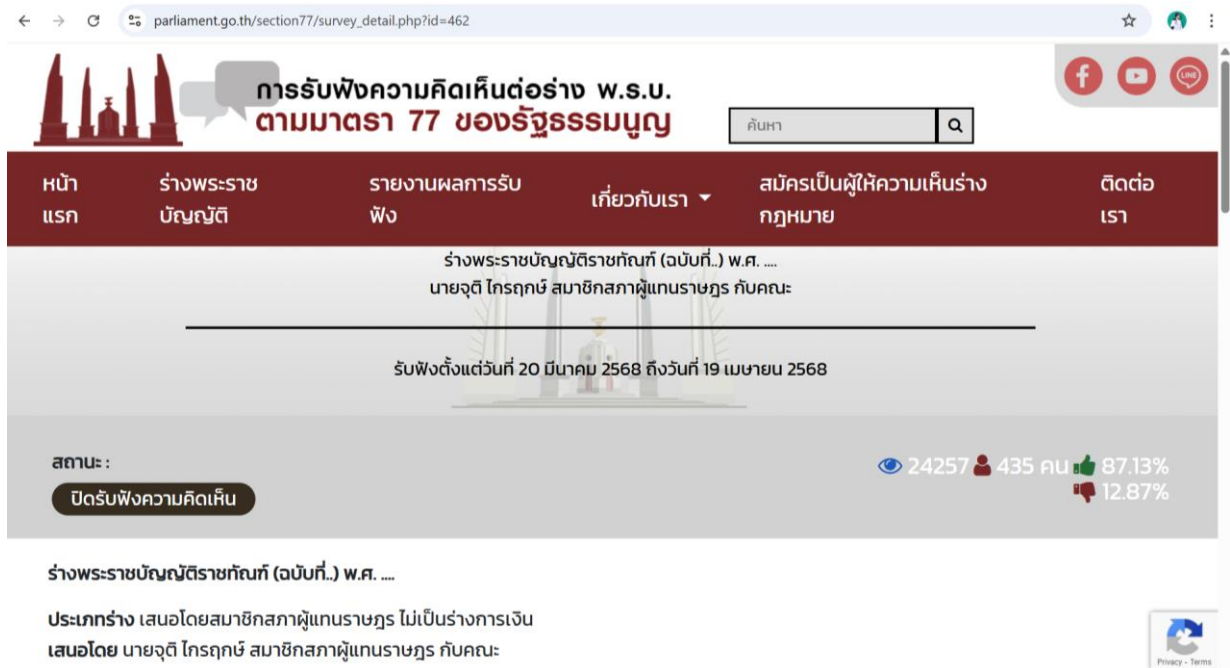 parliament.go.th/section77/survey_detail.php?id=462
การรับฟังความคิดเห็นต่อร่าง พ.ร.บ.
ตามมาตรา 77 ของรัฐธรรมนูญ
ค้นหา
LINE
หน้า
แรก
ร่างพระราช
บัญญัติ
รายงานผลการรับ
ฟัง
เกี่ยวกับเรา
สมัครเป็นผู้ให้ความเห็นร่าง
กฎหมาย
ติดต่อ
เรา
ร่างพระราชบัญญัติราชทัณฑ์ (ฉบับที่..) พ.ศ. ....
นายจุติ ไกรฤกษ์ สมาชิกสภาผู้แทนราษฎร กับคณะ
รับฟังตั้งแต่วันที่ 20 มีนาคม 2568 ถึงวันที่ 19 เมษายน 2568
สถานะ :
ปิดรับฟังความคิดเห็น
24257 435 คน 87.13%
12.87%
ร่างพระราชบัญญัติราชทัณฑ์ (ฉบับที่..) พ.ศ. ....
ประเภทร่าง เสนอโดยสมาชิกสภาผู้แทนราษฎร ไม่เป็นร่างการเงิน
เสนอโดย นายจุติ ไกรฤกษ์ สมาชิกสภาผู้แทนราษฎร กับคณะ
Privacy - Terms